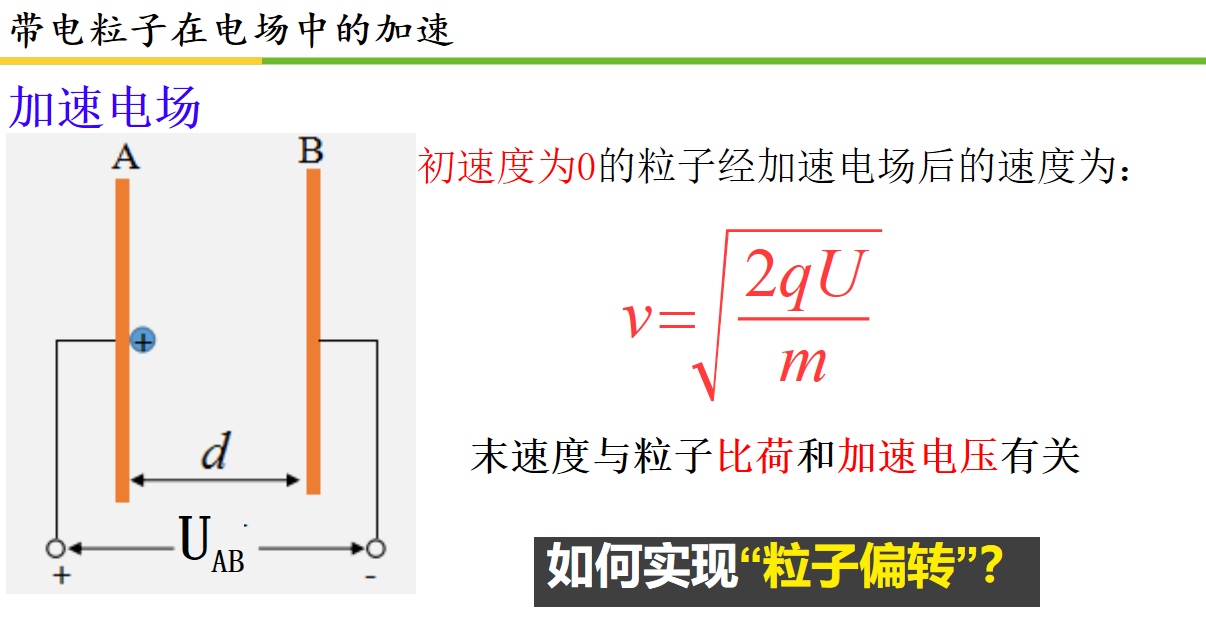 带电粒子在电场中的加速
加速电场
A
B
初速度为0的粒子经加速电场后的速度为:
+
v=√(2qU/m)
d
末速度与粒子比荷和加速电压有关
U_AB
+
-
如何实现“粒子偏转”?